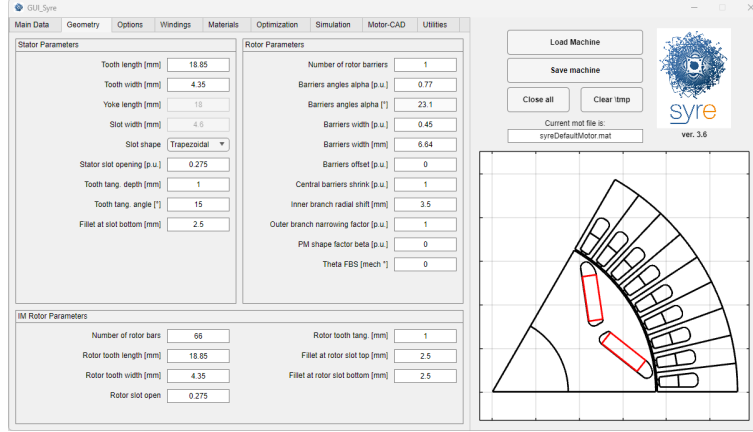 GUI_Syre
Main Data Geometry Options Windings Materials Optimization Simulation Motor-CAD Utilities
Stator Parameters
Tooth length [mm] 18.85
Tooth width [mm] 4.35
Yoke length [mm] 18
Slot width [mm] 4.6
Slot shape Trapezoidal
Stator slot opening [p.u.] 0.275
Tooth tang. depth [mm] 1
Tooth tang. angle [°] 15
Fillet at slot bottom [mm] 2.5
Rotor Parameters
Number of rotor barriers 1
Barriers angles alpha [p.u.] 0.77
Barriers angles alpha [°] 23.1
Barriers width [p.u.] 0.45
Barriers width [mm] 6.64
Barriers offset [p.u.] 0
Central barriers shrink [p.u.] 1
Inner branch radial shift [mm] 3.5
Outer branch narrowing factor [p.u.] 1
PM shape factor beta [p.u.] 0
Theta FBS [mech °] 0
IM Rotor Parameters
Number of rotor bars 66
Rotor tooth length [mm] 18.85
Rotor tooth width [mm] 4.35
Rotor slot open 0.275
Rotor tooth tang. [mm] 1
Fillet at rotor slot top [mm] 2.5
Fillet at rotor slot bottom [mm] 2.5
Load Machine
Save machine
Close all Clear \tmp
Current mot file is:
syreDefaultMotor.mat
syre
ver. 3.6